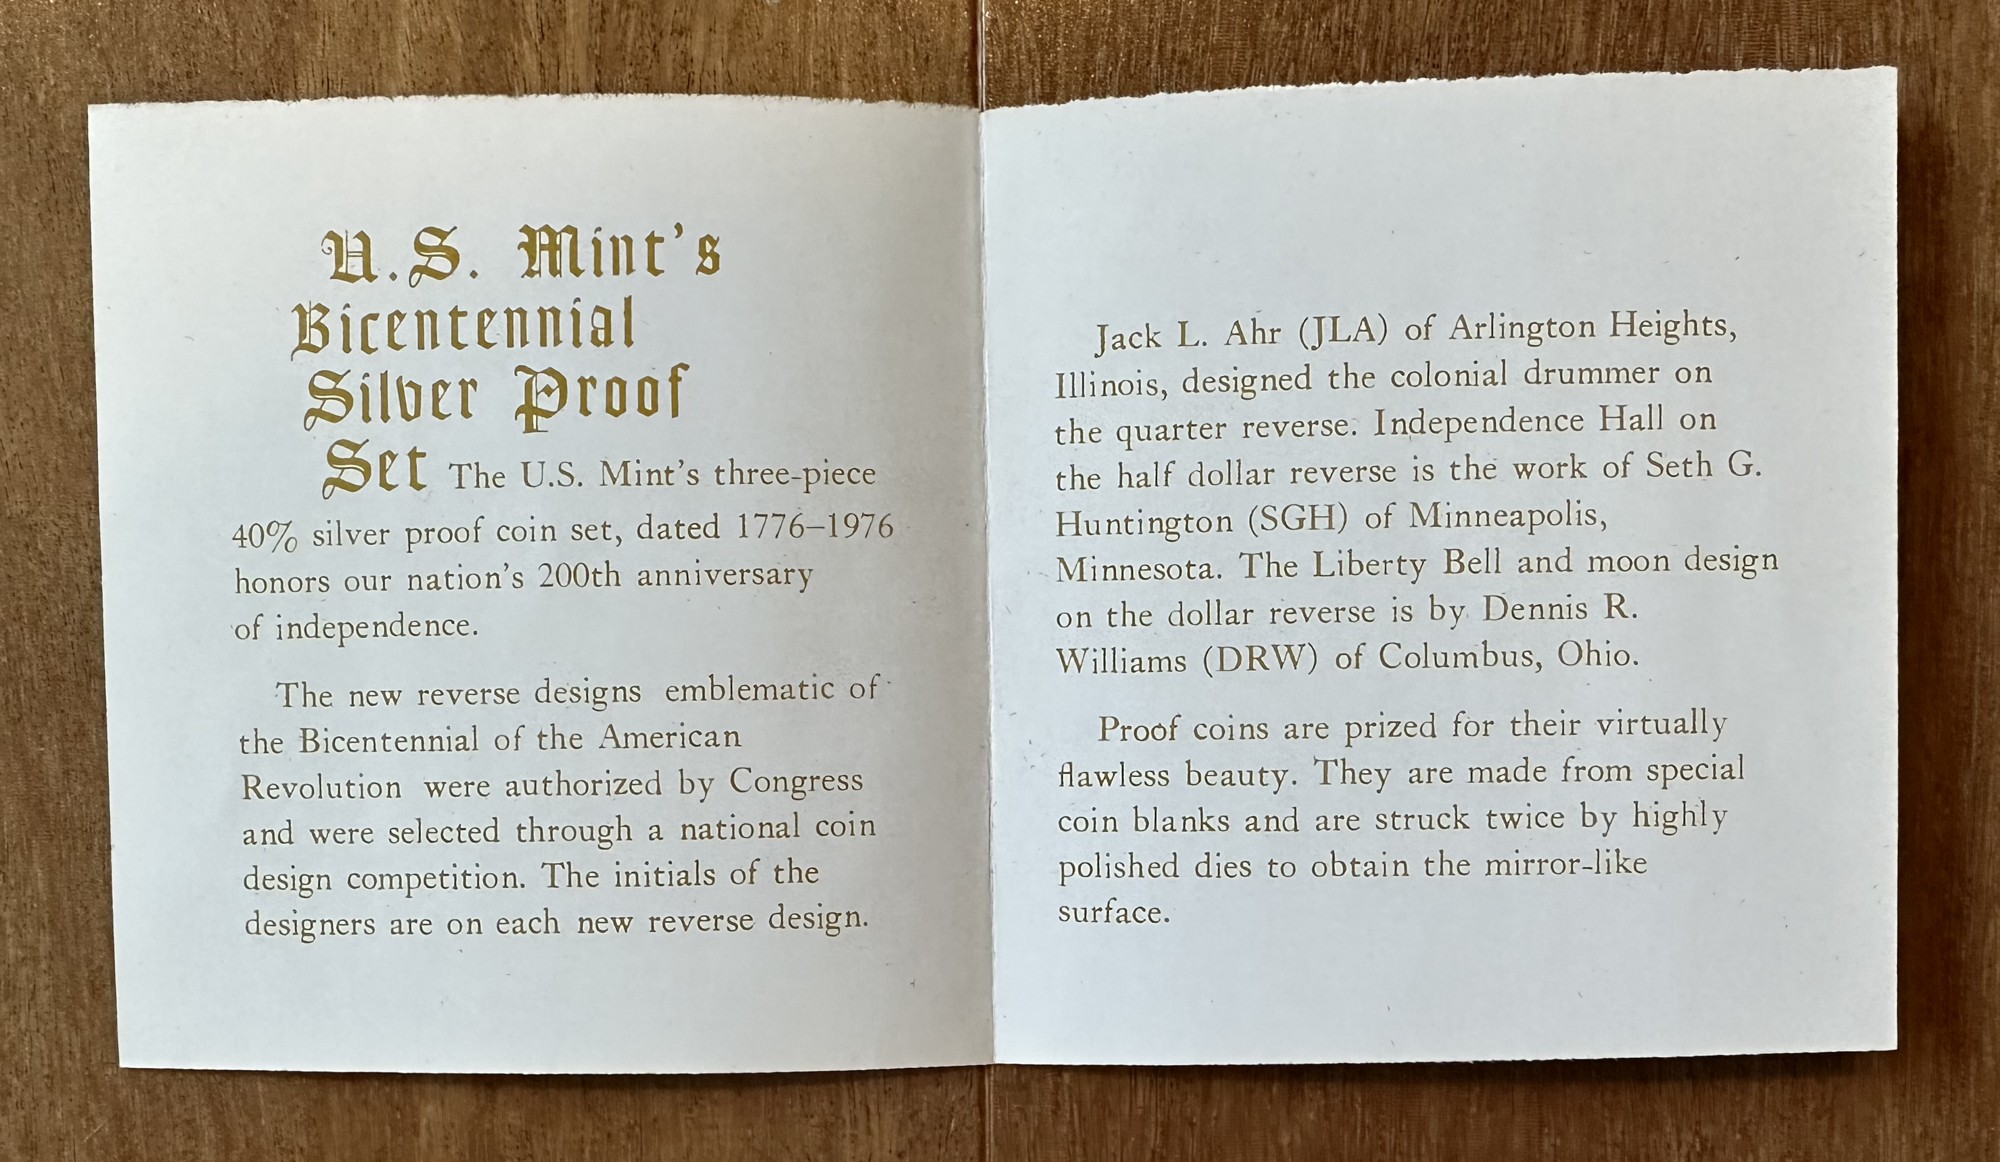 U.S. Mint's
Bicentennial
Silver Proof
Set The U.S. Mint's three-piece
40% silver proof coin set, dated 1776–1976
honors our nation's 200th anniversary
of independence.
The new reverse designs emblematic of
the Bicentennial of the American
Revolution were authorized by Congress
and were selected through a national coin
design competition. The initials of the
designers are on each new reverse design.
Jack L. Ahr (JLA) of Arlington Heights,
Illinois, designed the colonial drummer on
the quarter reverse. Independence Hall on
the half dollar reverse is the work of Seth G.
Huntington (SGH) of Minneapolis,
Minnesota. The Liberty Bell and moon design
on the dollar reverse is by Dennis R.
Williams (DRW) of Columbus, Ohio.
Proof coins are prized for their virtually
flawless beauty. They are made from special
coin blanks and are struck twice by highly
polished dies to obtain the mirror-like
surface.